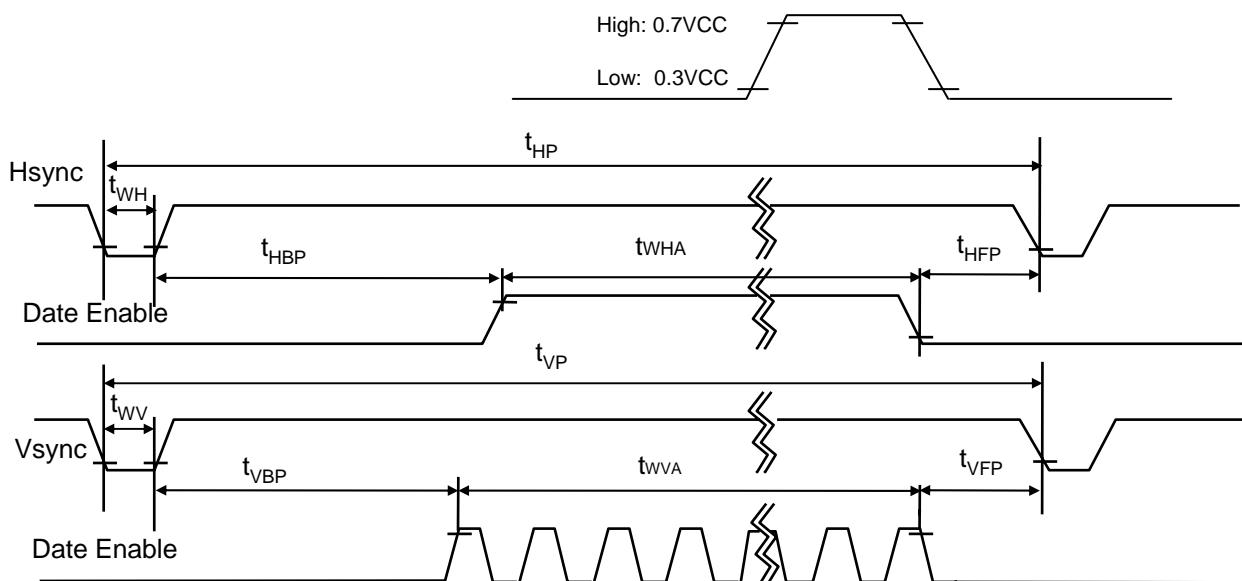 High: 0.7VCC
Low: 0.3VCC
tHP
Hsync
tWH
tHBP
tWHA
tHFP
Date Enable
tVP
tWV
Vsync
tVBP
tWVA
tVFP
Date Enable